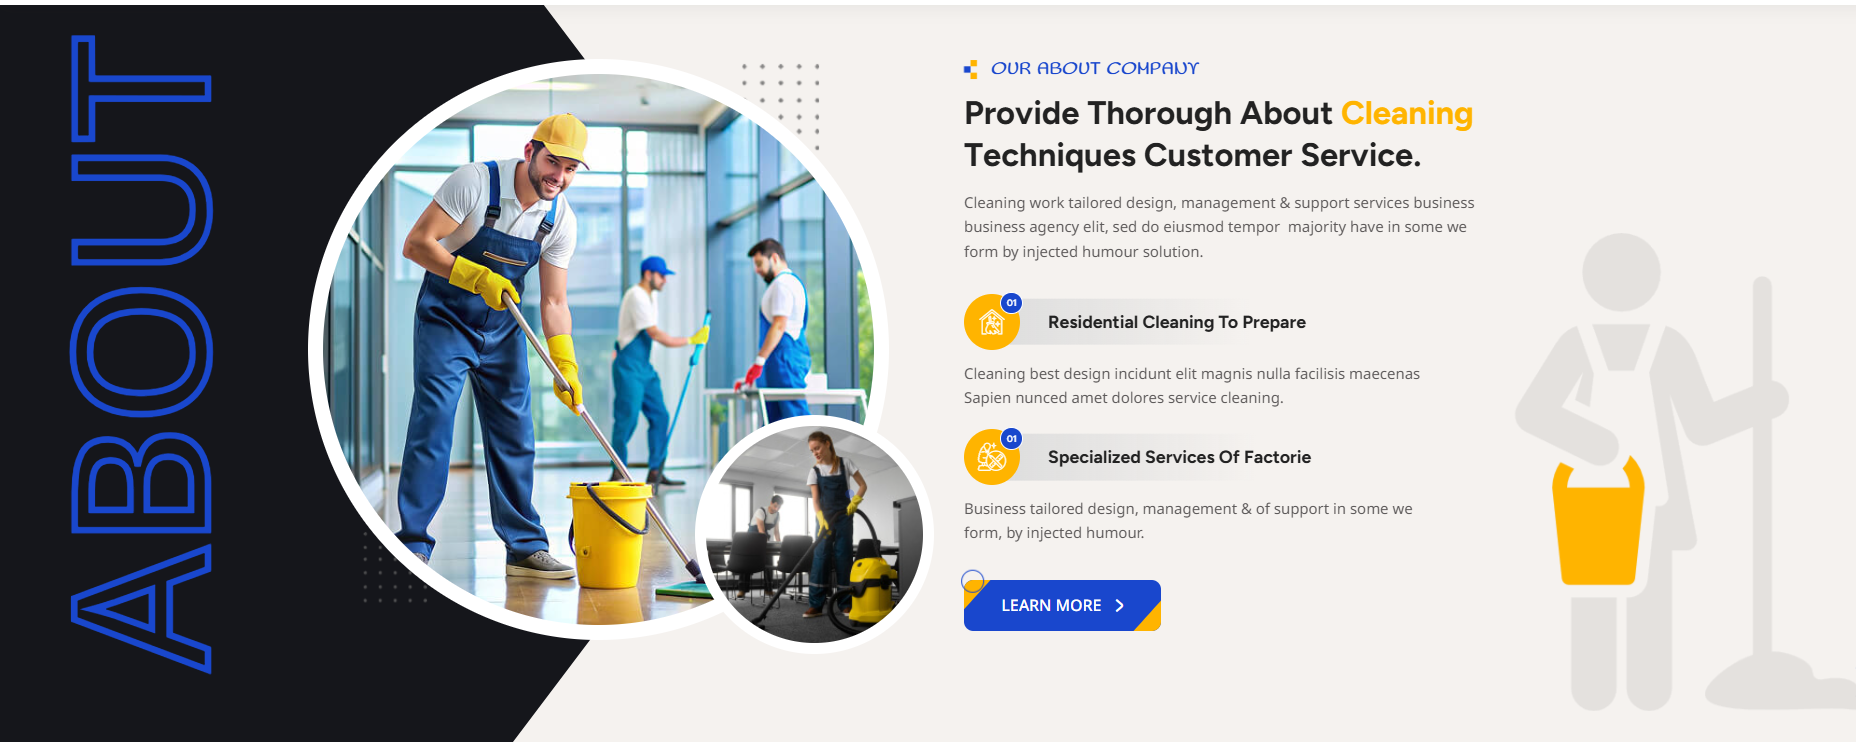 ABOUT
OUR ABOUT COMPANY
Provide Thorough About Cleaning
Techniques Customer Service.
Cleaning work tailored design, management & support services business
business agency elit, sed do eiusmod tempor  majority have in some we
form by injected humour solution.
01
Residential Cleaning To Prepare
Cleaning best design incidunt elit magnis nulla facilisis maecenas
Sapien nunced amet dolores service cleaning.
01
Specialized Services Of Factorie
Business tailored design, management & of support in some we
form, by injected humour.
LEARN MORE